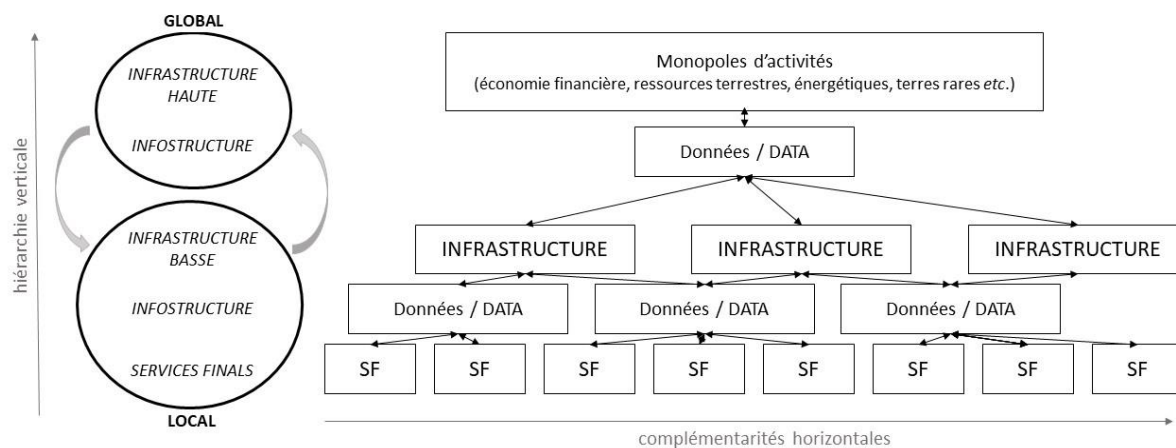 GLOBAL
INFRASTRUCTURE
HAUTE
INFOSTRUCTURE
INFRASTRUCTURE
BASSE
INFOSTRUCTURE
SERVICES FINALS
LOCAL
hiérarchie verticale
Monopoles d’activités
(économie financière, ressources terrestres, énergétiques, terres rares etc.)
Données / DATA
INFRASTRUCTURE
INFRASTRUCTURE
INFRASTRUCTURE
Données / DATA
Données / DATA
Données / DATA
SF
SF
SF
SF
SF
SF
SF
SF
complémentarités horizontales